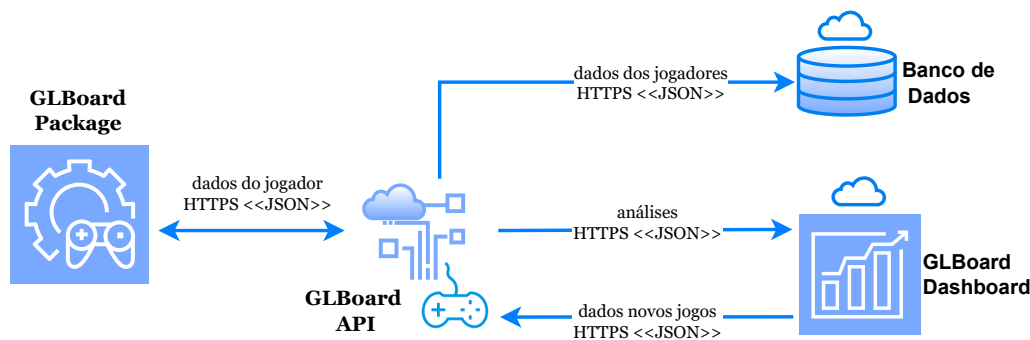 GLBoard
Package
dados do jogador
HTTPS <<JSON>>
GLBoard
API
dados dos jogadores
HTTPS <<JSON>>
Banco de
Dados
análises
HTTPS <<JSON>>
GLBoard
Dashboard
dados novos jogos
HTTPS <<JSON>>